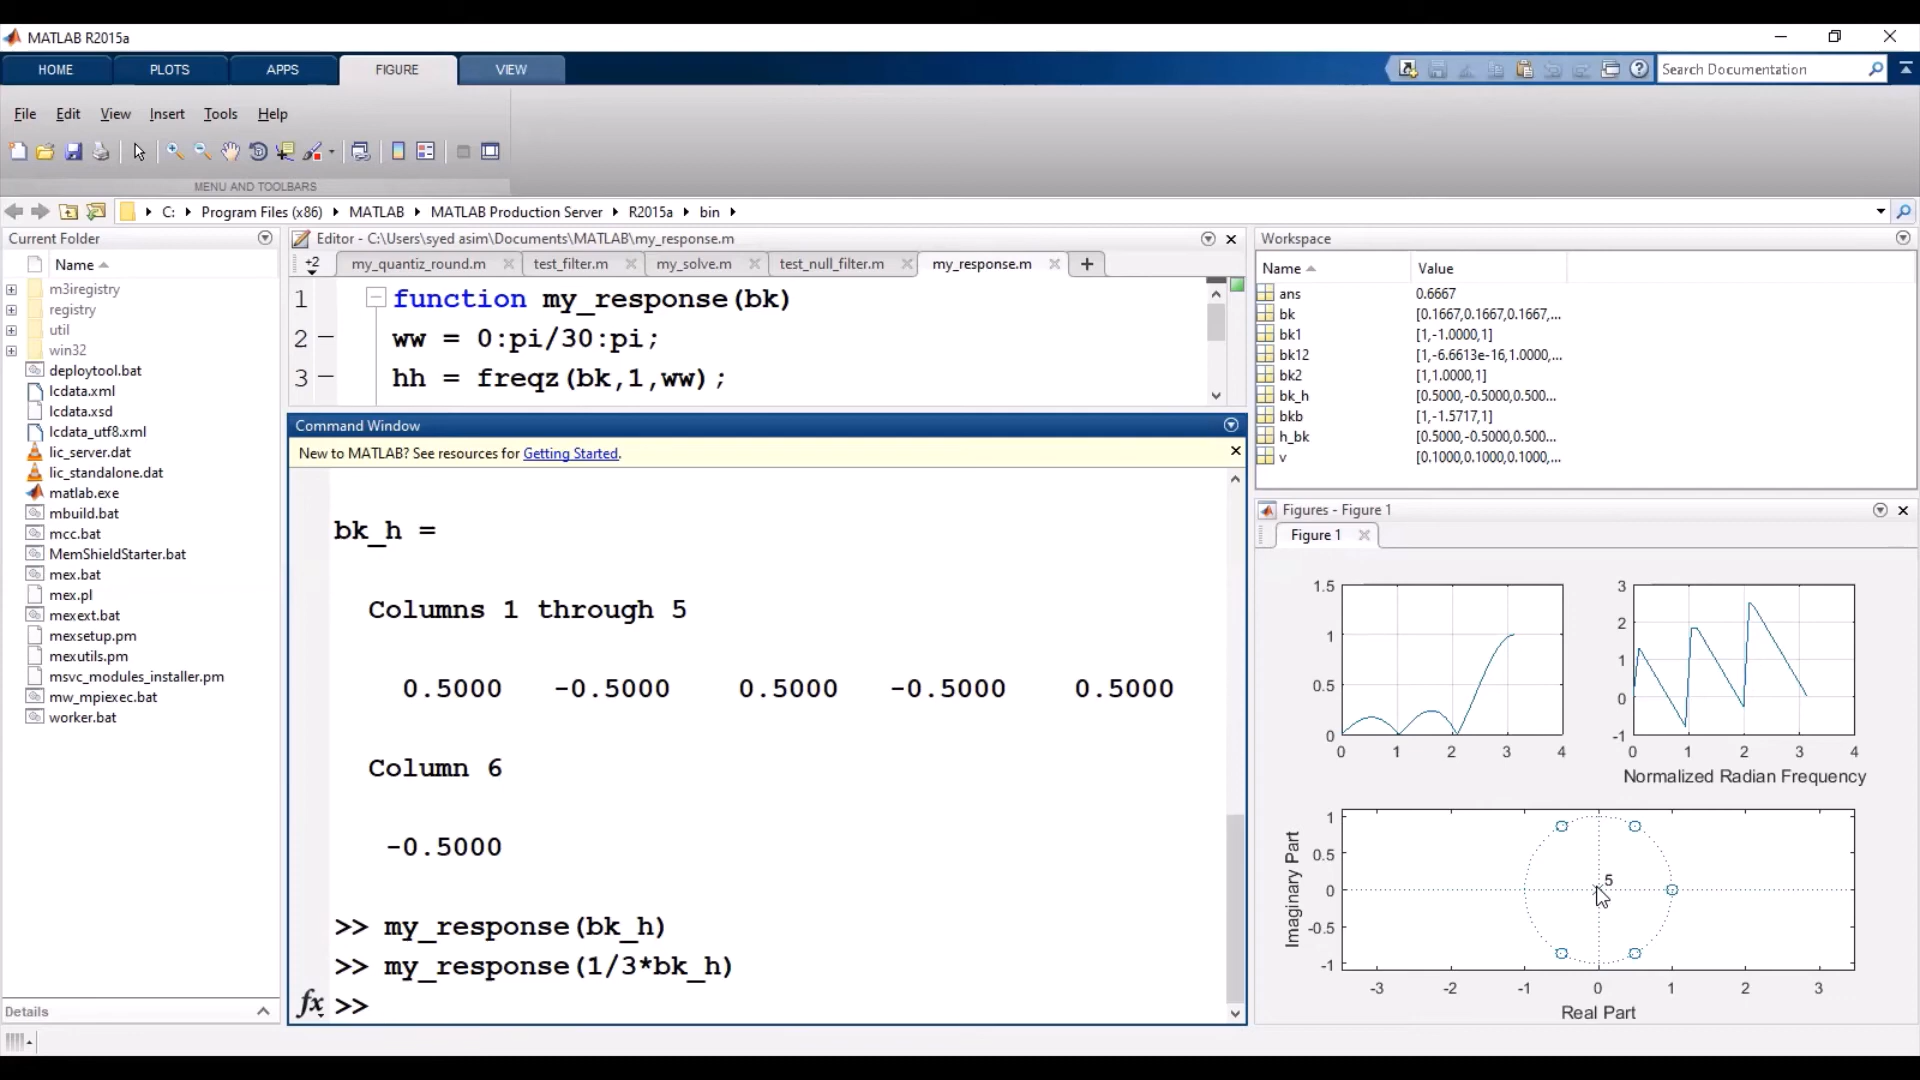 MATLAB R2015a
HOME PLOTS APPS FIGURE VIEW
Search Documentation
File Edit View Insert Tools Help
MENU AND TOOLBARS
C: Program Files (x86) MATLAB MATLAB Production Server R2015a bin
Current Folder
Name
m3iregistry
registry
util
win32
deploytool.bat
lcdata.xml
lcdata.xsd
lcdata_utf8.xml
lic_server.bat
lic_standalone.dat
matlab.exe
mbuild.bat
mcc.bat
MemShieldStarter.bat
mex.bat
mex.pl
mexext.bat
mexsetup.pm
mexutils.pm
msvc_modules_installer.pm
mw_mpiexec.bat
worker.bat
Details
Editor - C:\Users\syed asim\Documents\MATLAB\my_response.m
+2 my_quantiz_round.m test_filter.m my_solve.m test_null_filter.m my_response.m
1 function my_response(bk)
2 – ww = 0:pi/30:pi;
3 – hh = freqz(bk,1,ww);
Command Window
New to MATLAB? See resources for Getting Started.
bk_h =
Columns 1 through 5
0.5000 -0.5000 0.5000 -0.5000 0.5000
Column 6
-0.5000
>> my_response(bk_h)
>> my_response(1/3*bk_h)
fx >>
Workspace
Name Value
ans 0.6667
bk [0.1667,0.1667,0.1667,...
bk1 [1,-1.0000,1]
bk12 [1,-6.6613e-16,1.0000,...
bk2 [1,1.0000,1]
bk_h [0.5000,-0.5000,0.500...
bkb [1,-1.5717,1]
h_bk [0.5000,-0.5000,0.500...
v [0.1000,0.1000,0.1000,...
Figures - Figure 1
Figure 1
1.5
1
0.5
0
0 1 2 3 4
3
2
1
0
-1
0 1 2 3 4
Normalized Radian Frequency
Imaginary Part
1
0.5
0
-0.5
-1
5
-3 -2 -1 0 1 2 3
Real Part